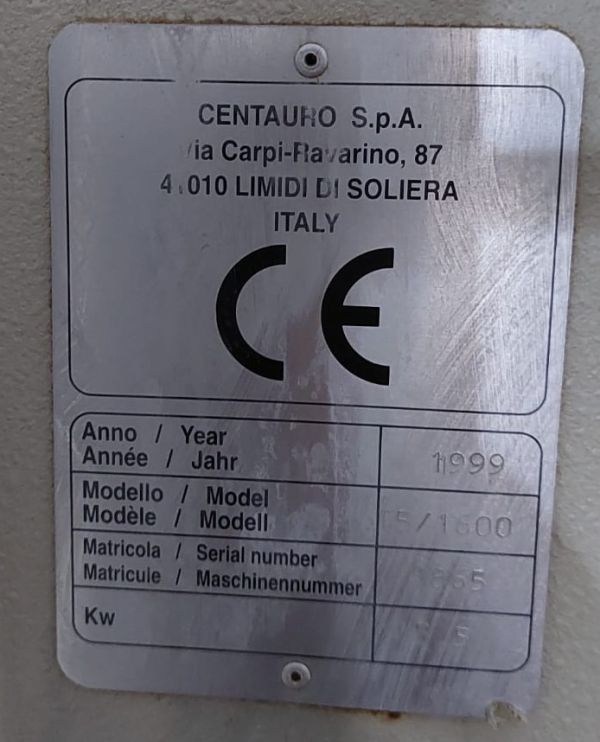 CENTAURO S.p.A.
Via Carpi-Ravarino, 87
41010 LIMIDI DI SOLIERA
ITALY
CE
Anno / Year
Année / Jahr
1999
Modello / Model
Modèle / Modell
Matricola / Serial number
Matricule / Maschinennummer
Kw